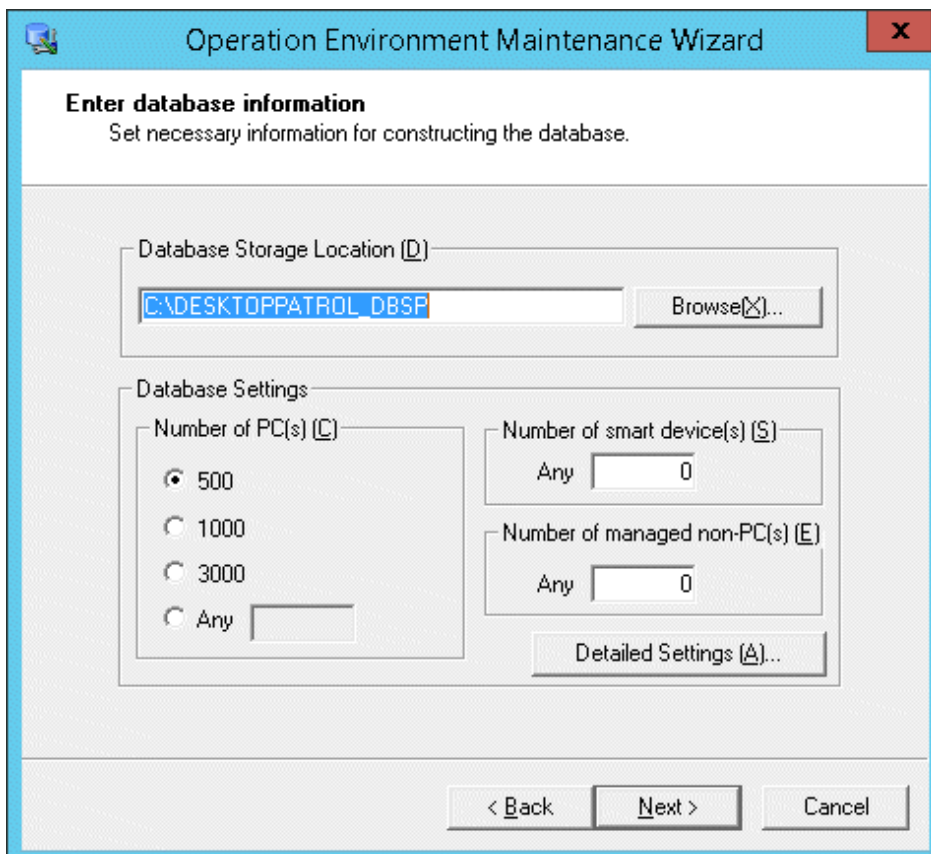 Operation Environment Maintenance Wizard
x
Enter database information
Set necessary information for constructing the database.
Database Storage Location (D)
C:\DESKTOPPATROL_DBSP
Browse(X)...
Database Settings
Number of PC(s) (C)
500
1000
3000
Any
Number of smart device(s) (S)
Any 0
Number of managed non-PC(s) (E)
Any 0
Detailed Settings (A)...
< Back
Next >
Cancel